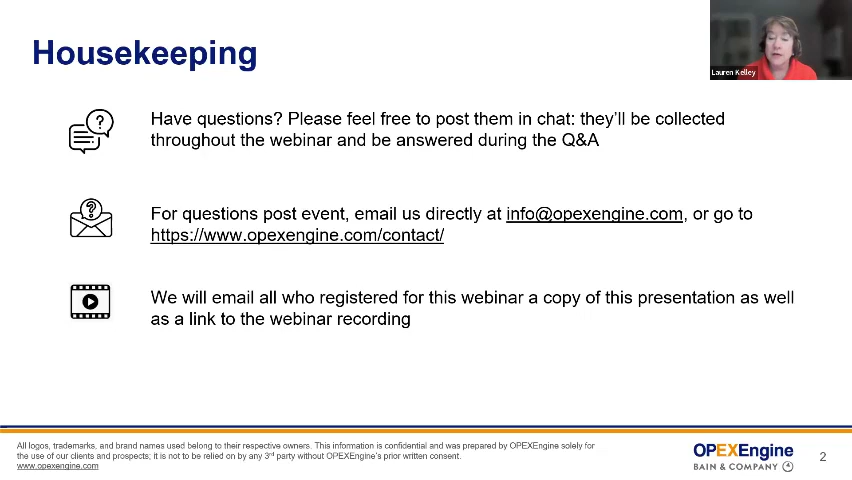 Housekeeping
Lauren Kelley
Have questions? Please feel free to post them in chat: they'll be collected
throughout the webinar and be answered during the Q&A
For questions post event, email us directly at info@opexengine.com, or go to
https://www.opexengine.com/contact/
We will email all who registered for this webinar a copy of this presentation as well
as a link to the webinar recording
All logos, trademarks, and brand names used belong to their respective owners. This information is confidential and was prepared by OPEXEngine solely for
the use of our clients and prospects; it is not to be relied on by any 3rd party without OPEXEngine's prior written consent.
www.opexengine.com
OPEXEngine
BAIN & COMPANY
2